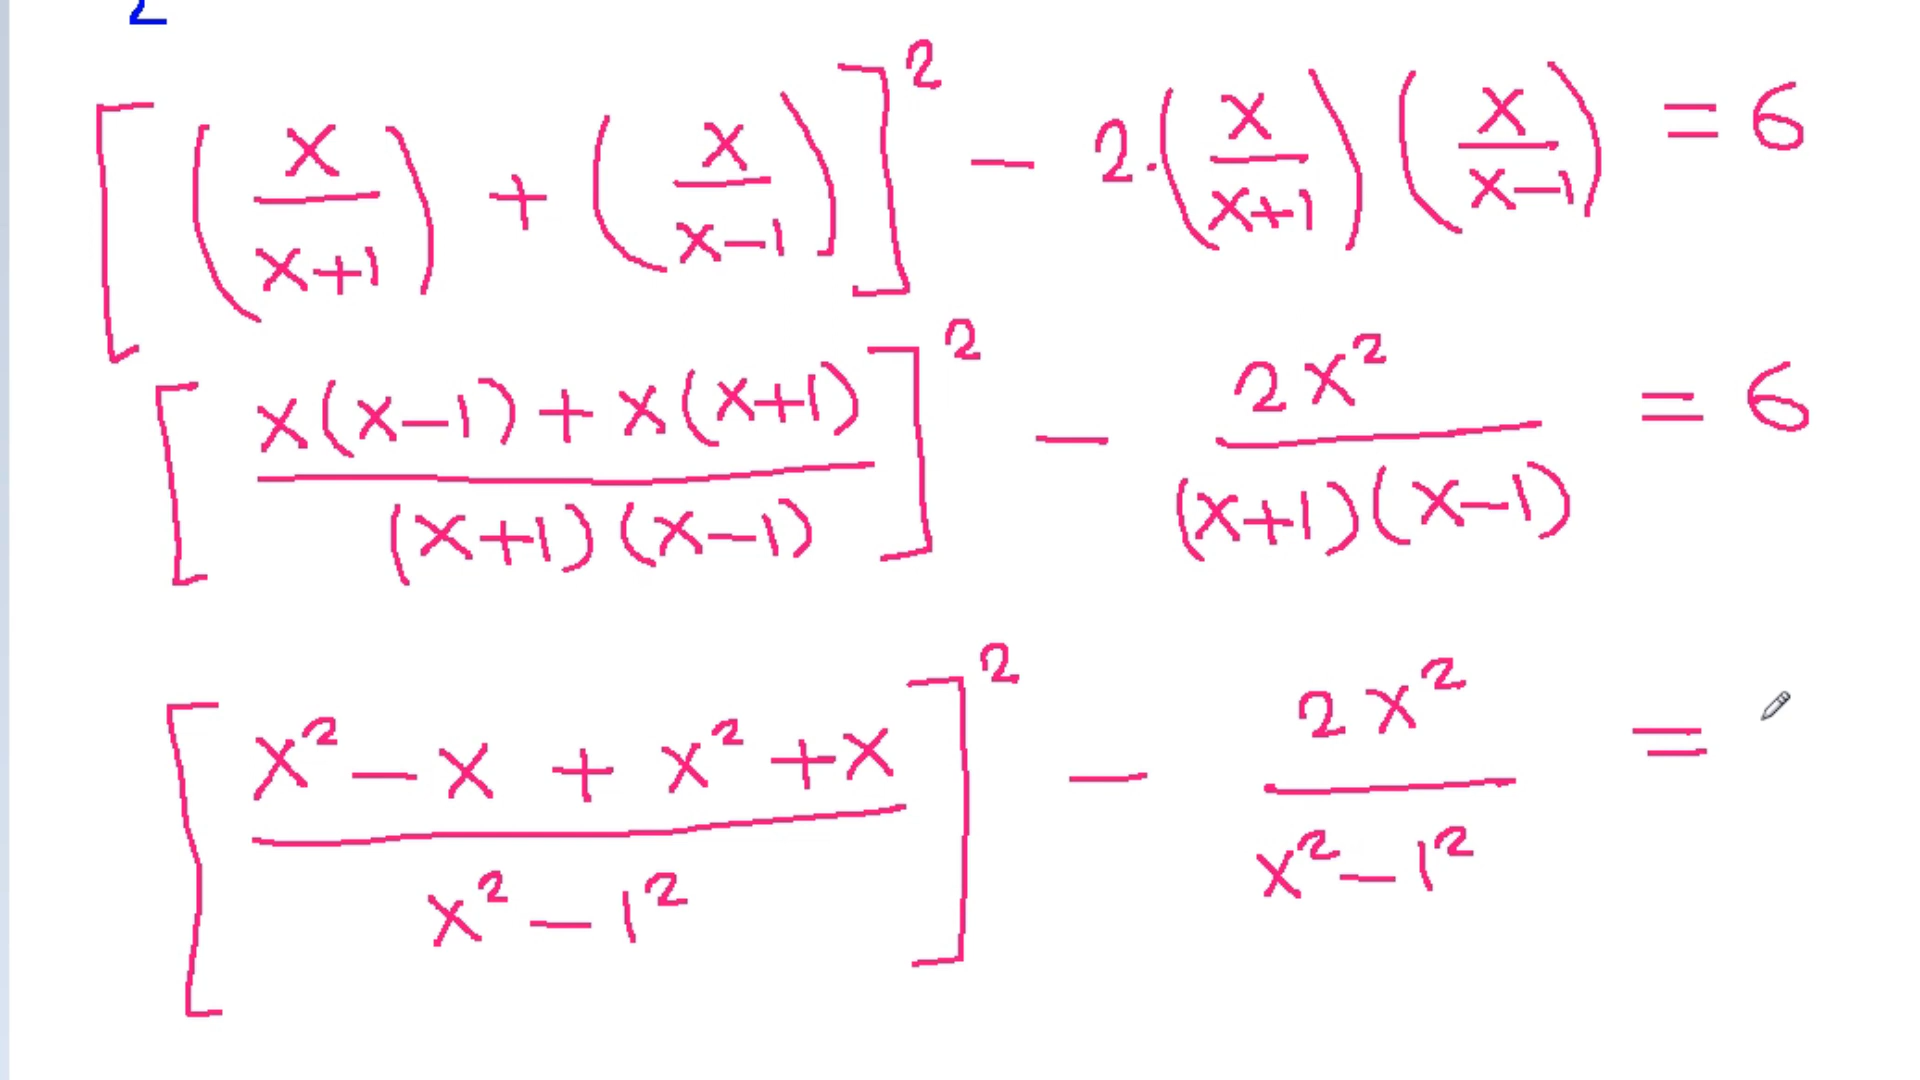 [(x/(x+1)) + (x/(x-1))]² - 2.(x/(x+1))(x/(x-1)) = 6
[(x(x-1) + x(x+1))/((x+1)(x-1))]² - 2x²/((x+1)(x-1)) = 6
[(x² - x + x² + x)/(x² - 1²)]² - 2x²/(x² - 1²) =